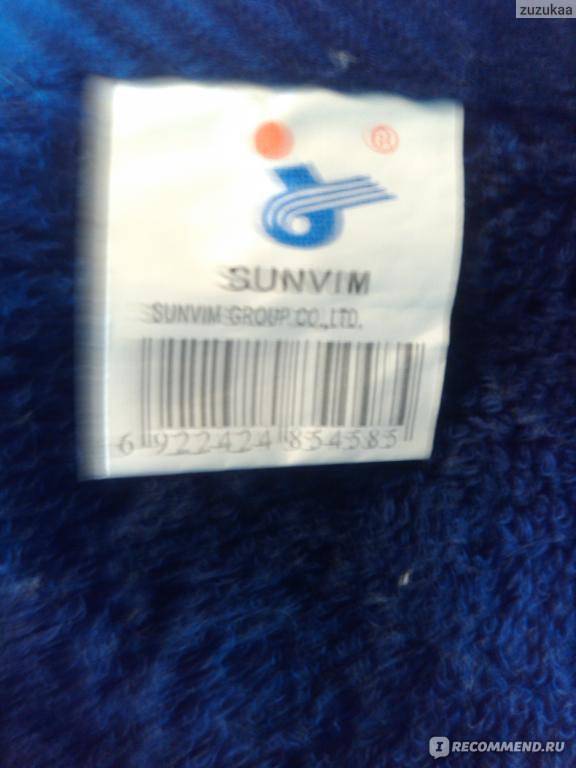 zuzukaa
®
SUNVIM
SUNVIM GROUP CO.,LTD.
6 922424 854585
I RECOMMEND.RU